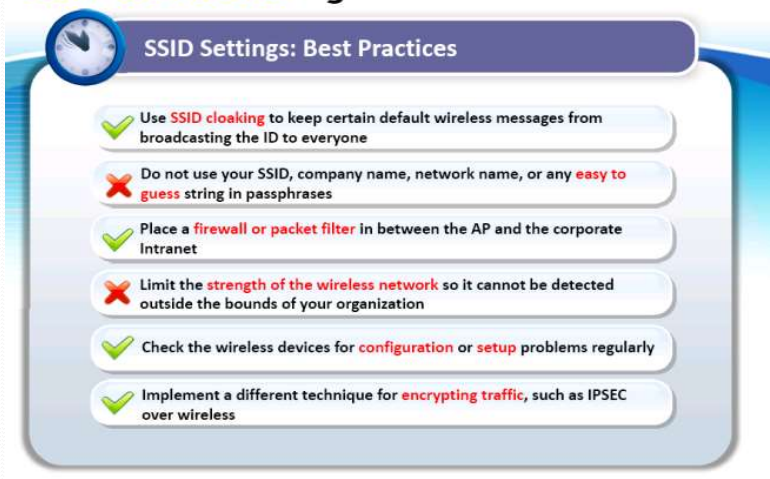 SSID Settings: Best Practices
Use SSID cloaking to keep certain default wireless messages from
broadcasting the ID to everyone
Do not use your SSID, company name, network name, or any easy to
guess string in passphrases
Place a firewall or packet filter in between the AP and the corporate
Intranet
Limit the strength of the wireless network so it cannot be detected
outside the bounds of your organization
Check the wireless devices for configuration or setup problems regularly
Implement a different technique for encrypting traffic, such as IPSEC
over wireless